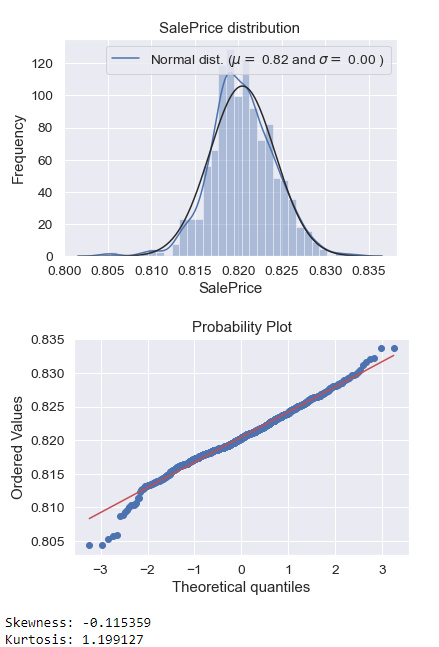 SalePrice distribution
Normal dist. (μ = 0.82 and σ = 0.00 )
120
100
80
60
40
20
0
Frequency
0.800 0.805 0.810 0.815 0.820 0.825 0.830 0.835
SalePrice
Probability Plot
0.835
0.830
0.825
0.820
0.815
0.810
0.805
Ordered Values
−3 −2 −1 0 1 2 3
Theoretical quantiles
Skewness: -0.115359
Kurtosis: 1.199127